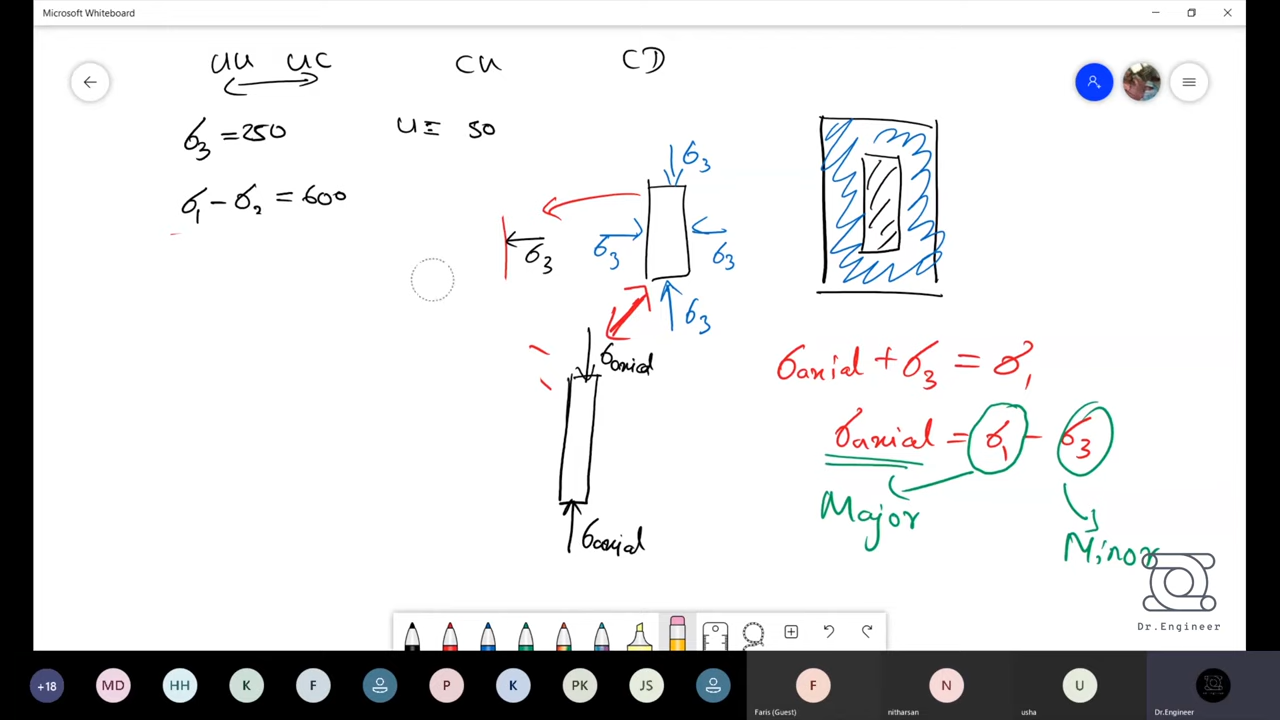 Microsoft Whiteboard
UU UC CU CD
σ3 = 250 U = 50
σ1 - σ2 = 600
σ3
σ3
σ3
σ3
σ3
σaxial
σaxial
σaxial + σ3 = σ1
σaxial = σ1 - σ3
Major
Minor
Dr.Engineer
+18 MD HH K F P K PK JS F N U
Faris (Guest) nitharsan usha Dr.Engineer